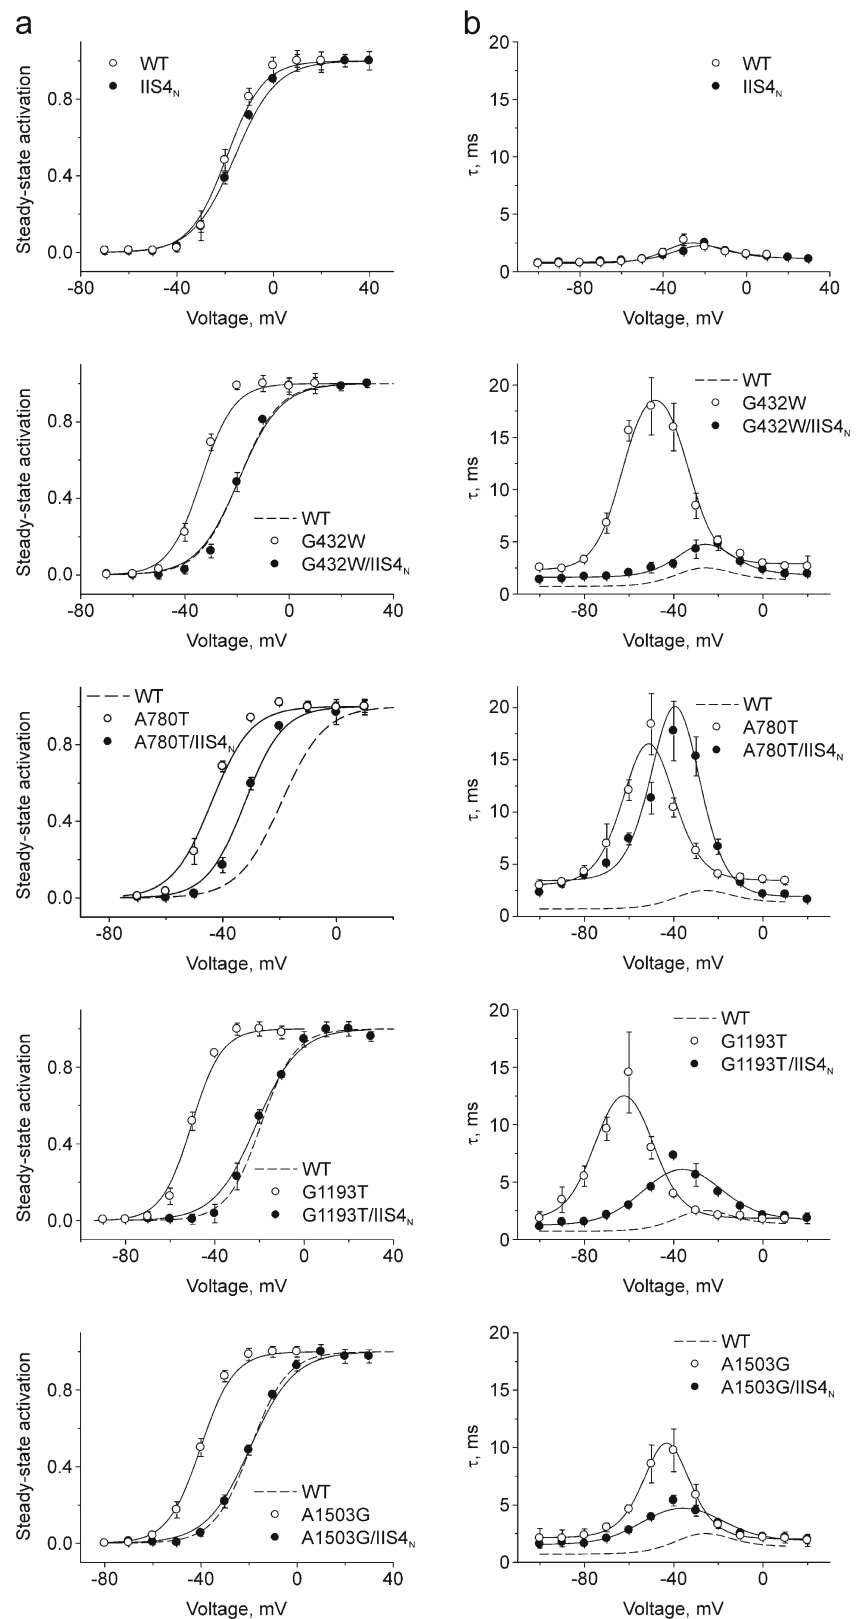 a
b
WT
IIS4N
Steady-state activation
0.8
0.4
0.0
-80
-40
0
40
Voltage, mV
WT
IIS4N
τ, ms
20
15
10
5
0
-80
-40
0
40
Voltage, mV
Steady-state activation
0.8
0.4
0.0
WT
G432W
G432W/IIS4N
-80
-40
0
40
Voltage, mV
τ, ms
20
15
10
5
0
WT
G432W
G432W/IIS4N
-80
-40
0
Voltage, mV
Steady-state activation
WT
A780T
A780T/IIS4N
0.8
0.4
0.0
-80
-40
0
Voltage, mV
τ, ms
20
15
10
5
0
WT
A780T
A780T/IIS4N
-80
-40
0
Voltage, mV
Steady-state activation
0.8
0.4
0.0
WT
G1193T
G1193T/IIS4N
-80
-40
0
40
Voltage, mV
τ, ms
20
15
10
5
0
WT
G1193T
G1193T/IIS4N
-80
-40
0
Voltage, mV
Steady-state activation
0.8
0.4
0.0
WT
A1503G
A1503G/IIS4N
-80
-40
0
40
Voltage, mV
τ, ms
20
15
10
5
0
WT
A1503G
A1503G/IIS4N
-80
-40
0
Voltage, mV